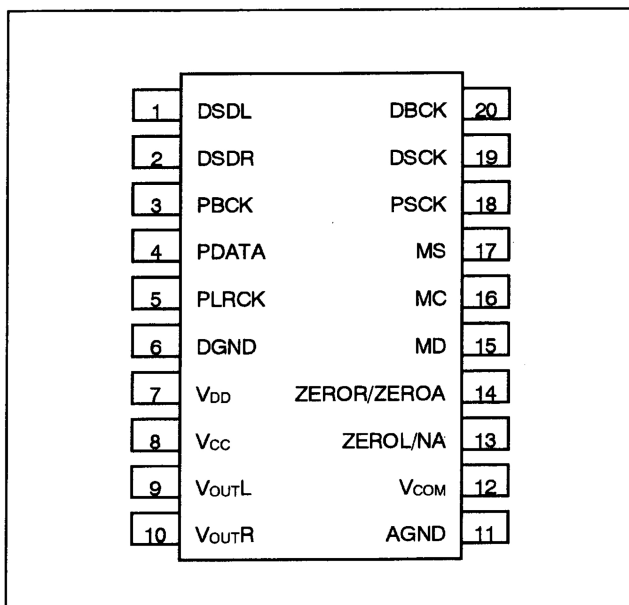 1 DSDL DBCK 20
2 DSDR DSCK 19
3 PBCK PSCK 18
4 PDATA MS 17
5 PLRCK MC 16
6 DGND MD 15
7 VDD ZEROR/ZEROA 14
8 VCC ZEROL/NA 13
9 VOUTL VCOM 12
10 VOUTR AGND 11